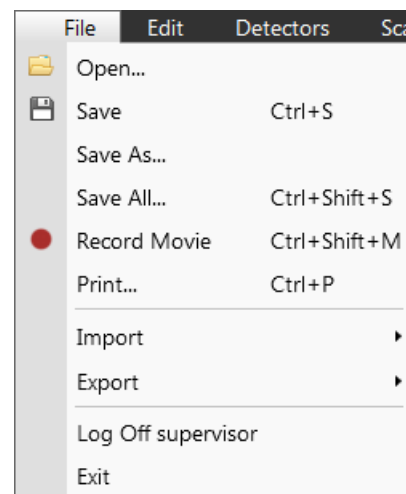 File Edit Detectors
Open...
Save Ctrl+S
Save As...
Save All... Ctrl+Shift+S
Record Movie Ctrl+Shift+M
Print... Ctrl+P
Import
Export
Log Off supervisor
Exit